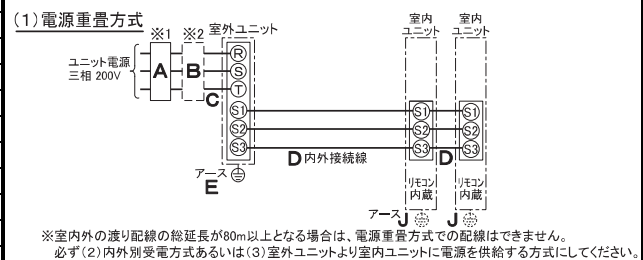 (1)電源重畳方式
※1 ※2 室外ユニット 室内ユニット 室内ユニット
ユニット電源
三相 200V
A B
R
S
T
C
S1 S1 S1
S2 S2 S2
S3 S3 S3
D 内外接続線 D
アース
E
リモコン内蔵 リモコン内蔵
アース J J
※室内外の渡り配線の総延長が80m以上となる場合は、電源重畳方式での配線はできません。
必ず(2)内外別受電方式あるいは(3)室外ユニットより室内ユニットに電源を供給する方式にしてください。